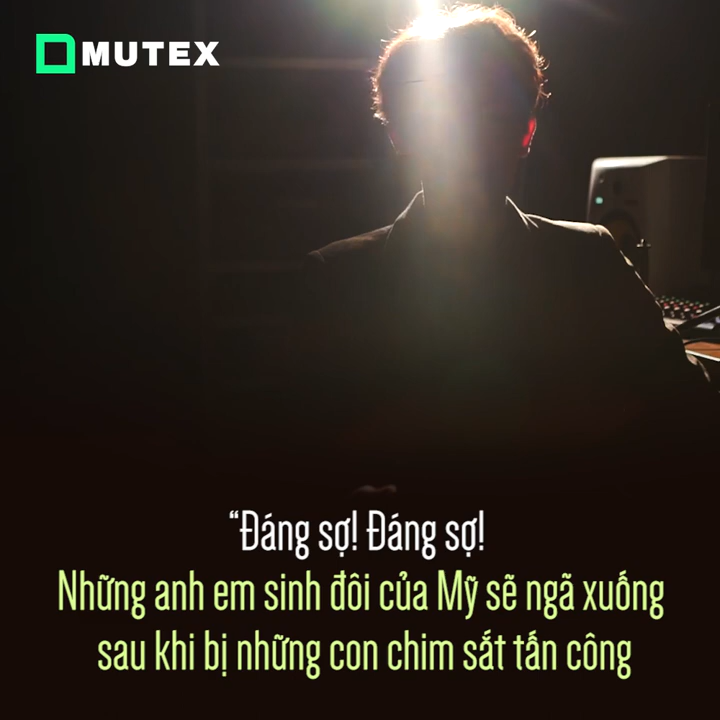 MUTEX
“Đáng sợ! Đáng sợ!
Những anh em sinh đôi của Mỹ sẽ ngã xuống
sau khi bị những con chim sắt tấn công